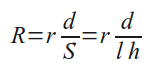 R = r d/S = r d/(l h)